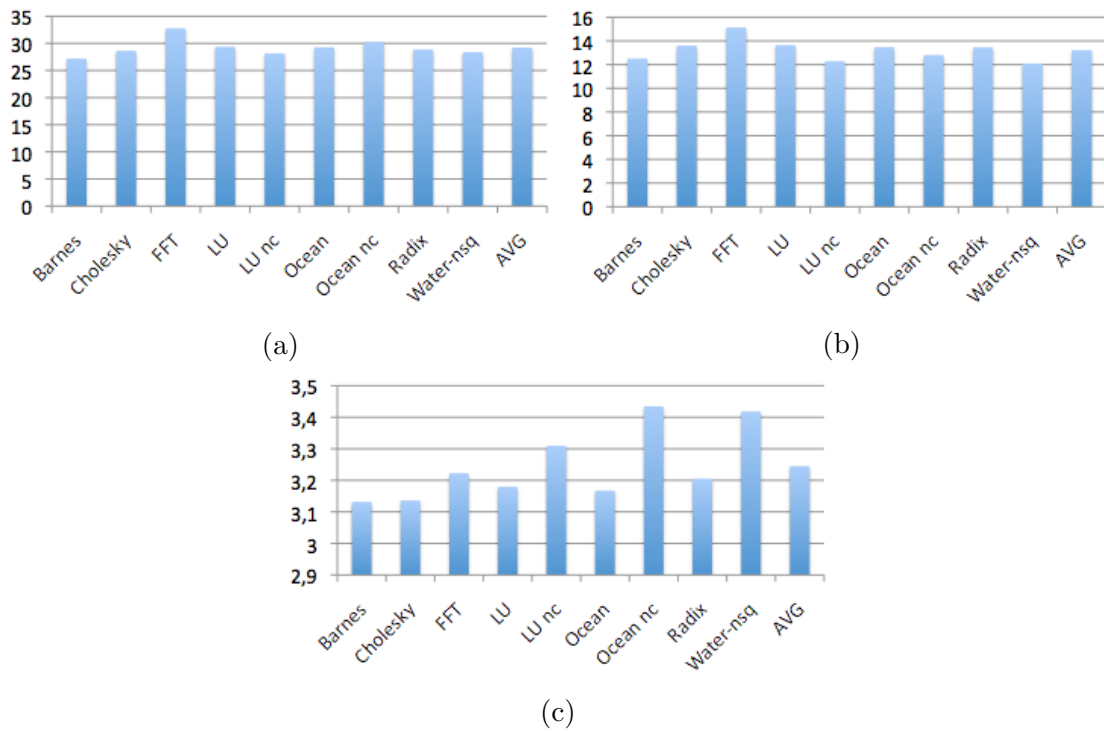 35
30
25
20
15
10
5
0
Barnes
Cholesky
FFT
LU
LU nc
Ocean
Ocean nc
Radix
Water-nsq
AVG
(a)
16
14
12
10
8
6
4
2
0
Barnes
Cholesky
FFT
LU
LU nc
Ocean
Ocean nc
Radix
Water-nsq
AVG
(b)
3,5
3,4
3,3
3,2
3,1
3
2,9
Barnes
Cholesky
FFT
LU
LU nc
Ocean
Ocean nc
Radix
Water-nsq
AVG
(c)